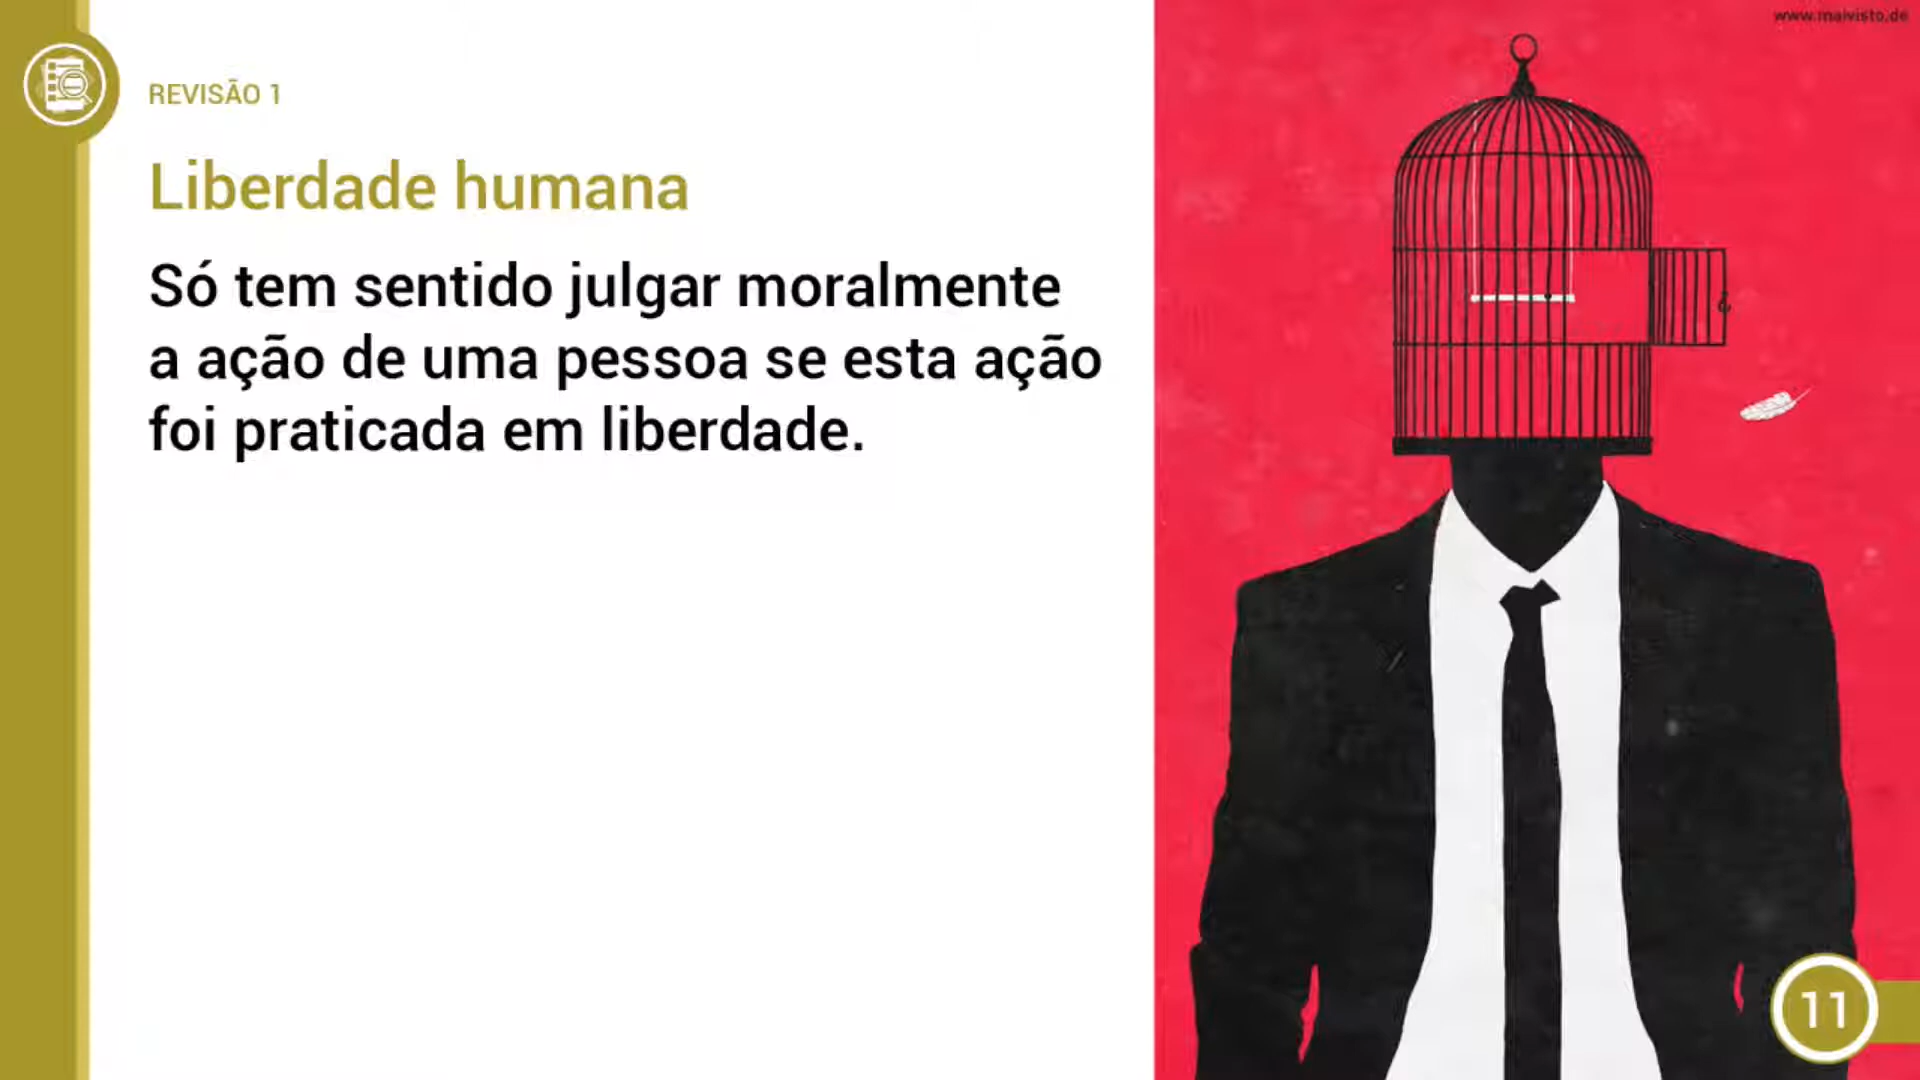 www.maivisto.de
REVISÃO 1
Liberdade humana
Só tem sentido julgar moralmente
a ação de uma pessoa se esta ação
foi praticada em liberdade.
11